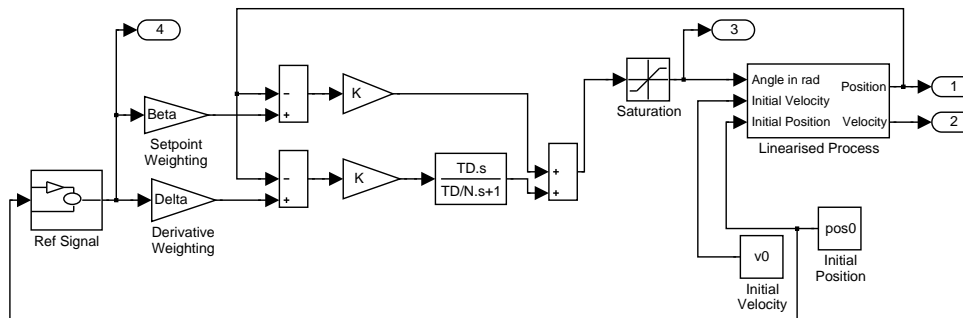 4
3
Beta
Setpoint
Weighting
−
+
K
Saturation
Angle in rad
Initial Velocity
Initial Position
Position
Velocity
Linearised Process
1
2
Ref Signal
Delta
Derivative
Weighting
−
+
K
TD.s
TD/N.s+1
+
+
v0
Initial
Velocity
pos0
Initial
Position